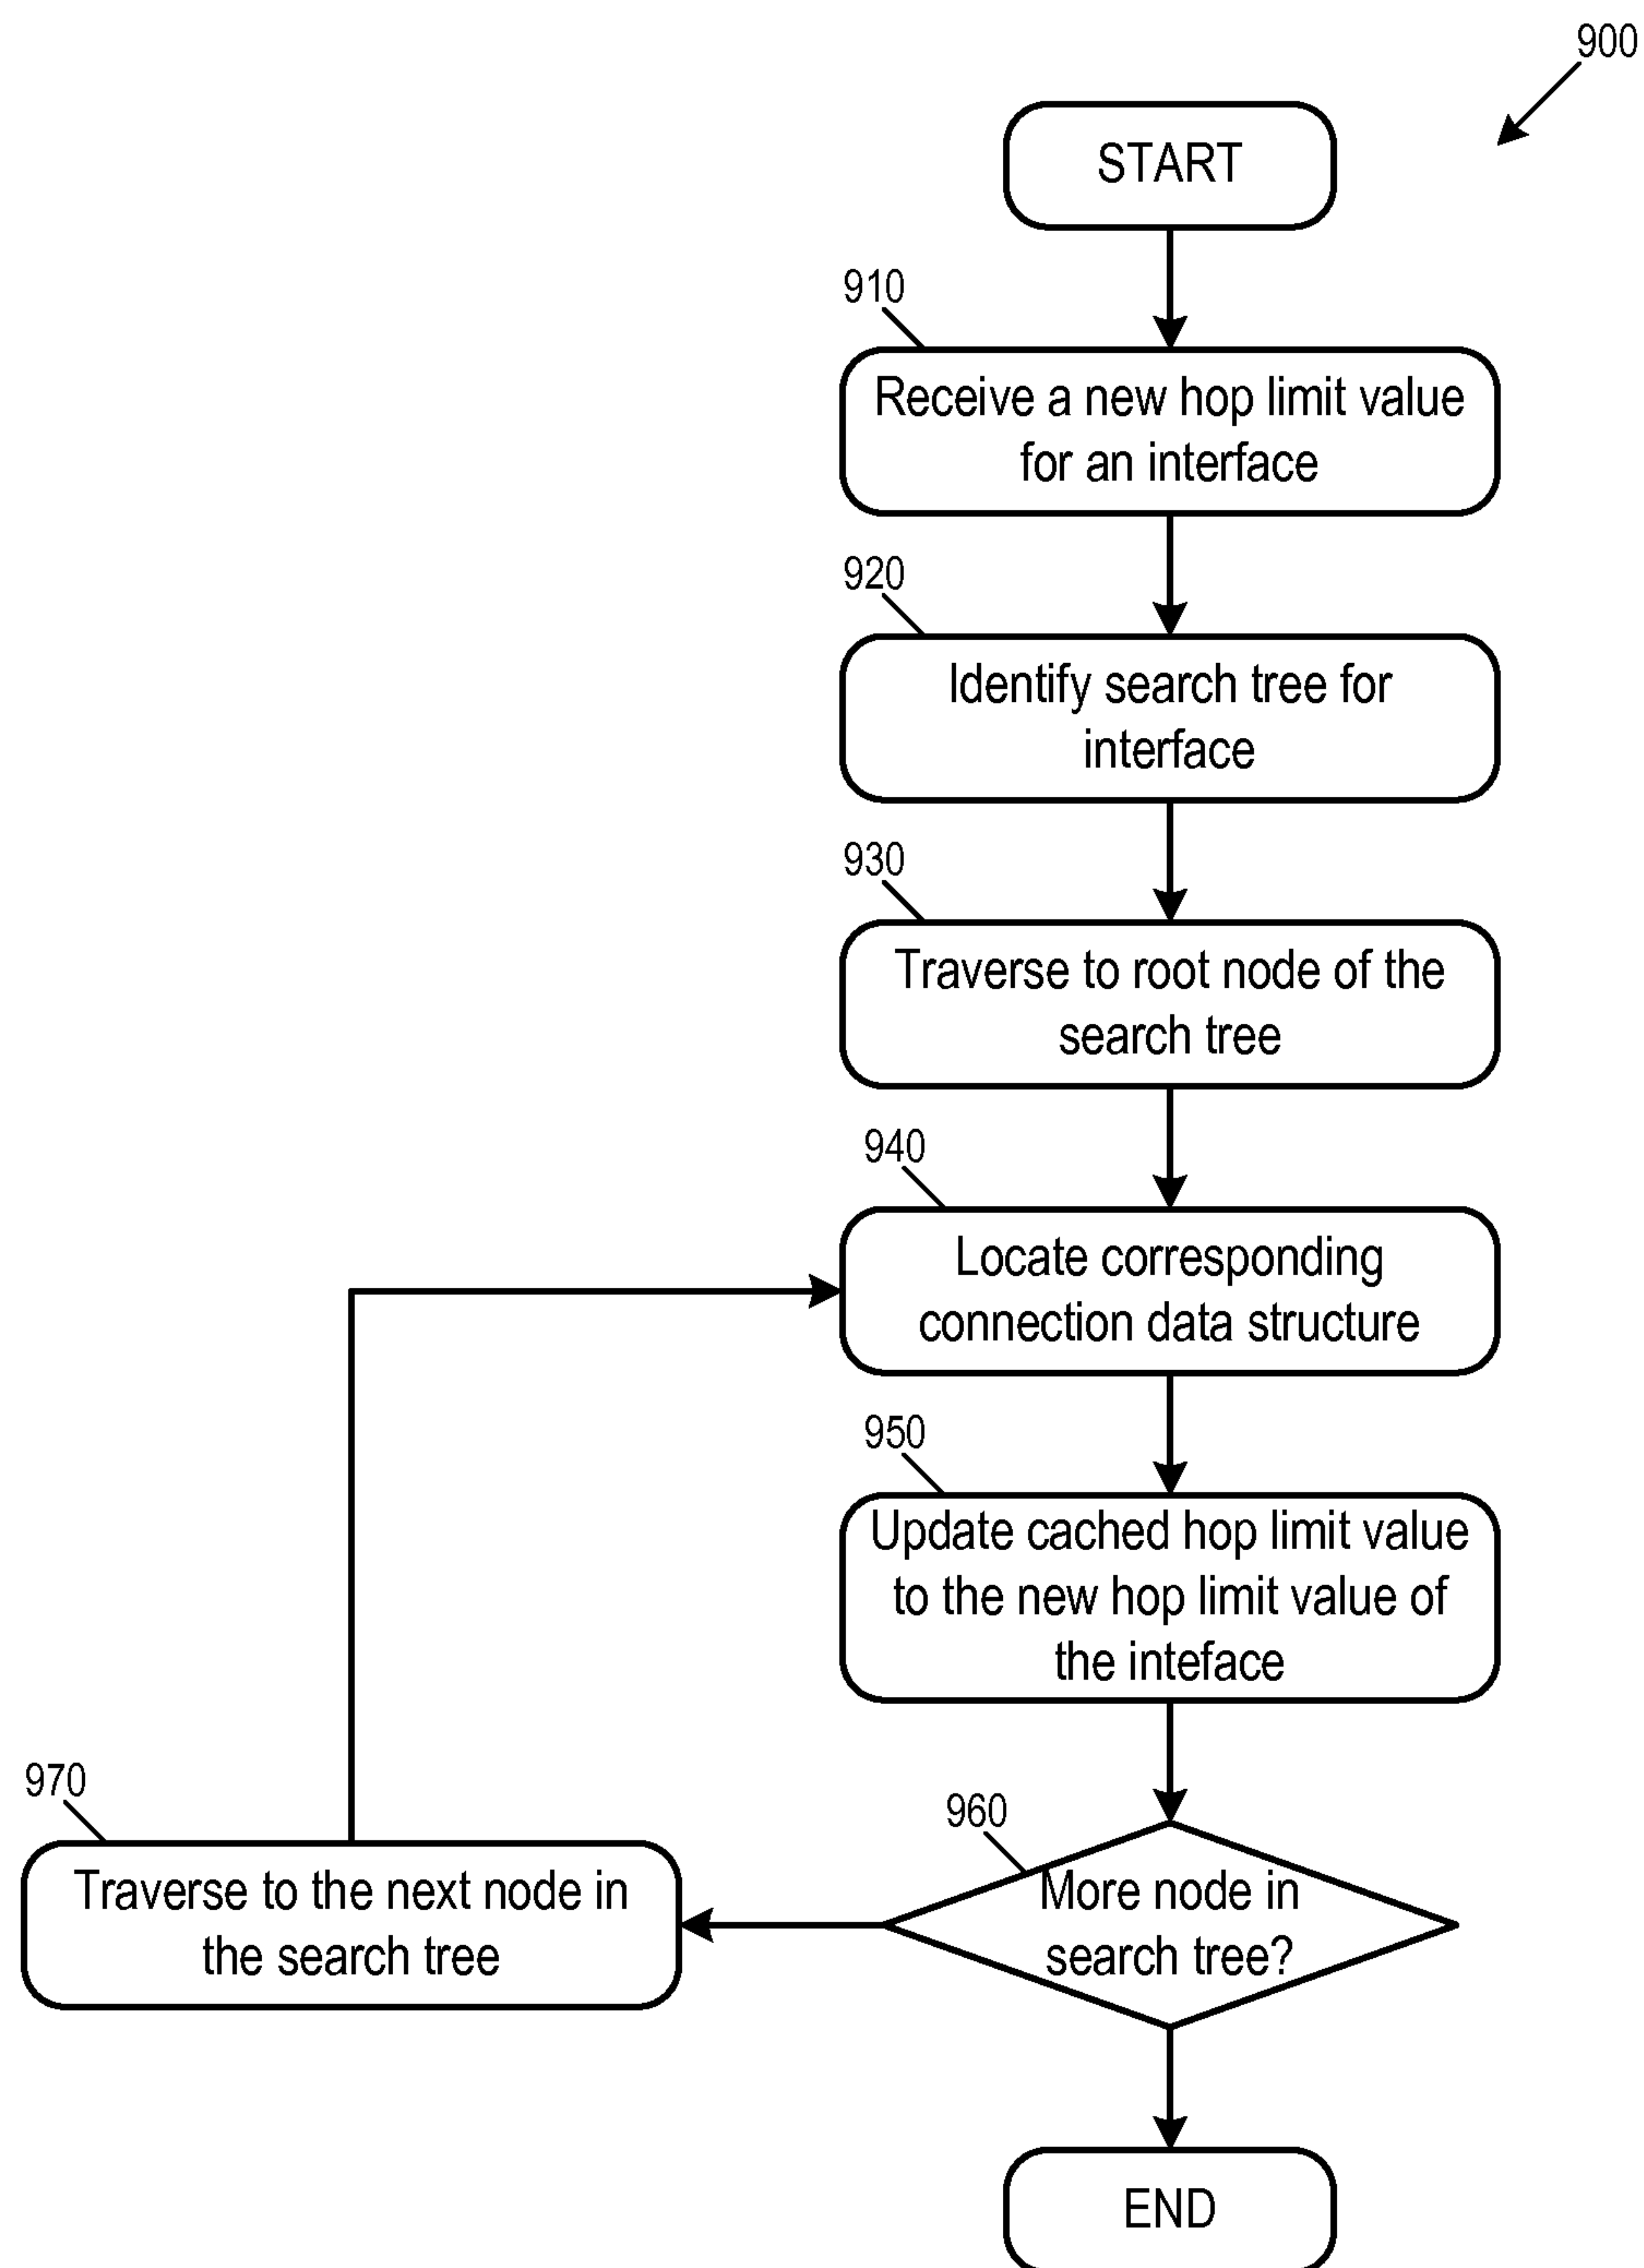 900
START
910
Receive a new hop limit value
for an interface
920
Identify search tree for
interface
930
Traverse to root node of the
search tree
940
Locate corresponding
connection data structure
950
Update cached hop limit value
to the new hop limit value of
the inteface
960
More node in
search tree?
970
Traverse to the next node in
the search tree
END